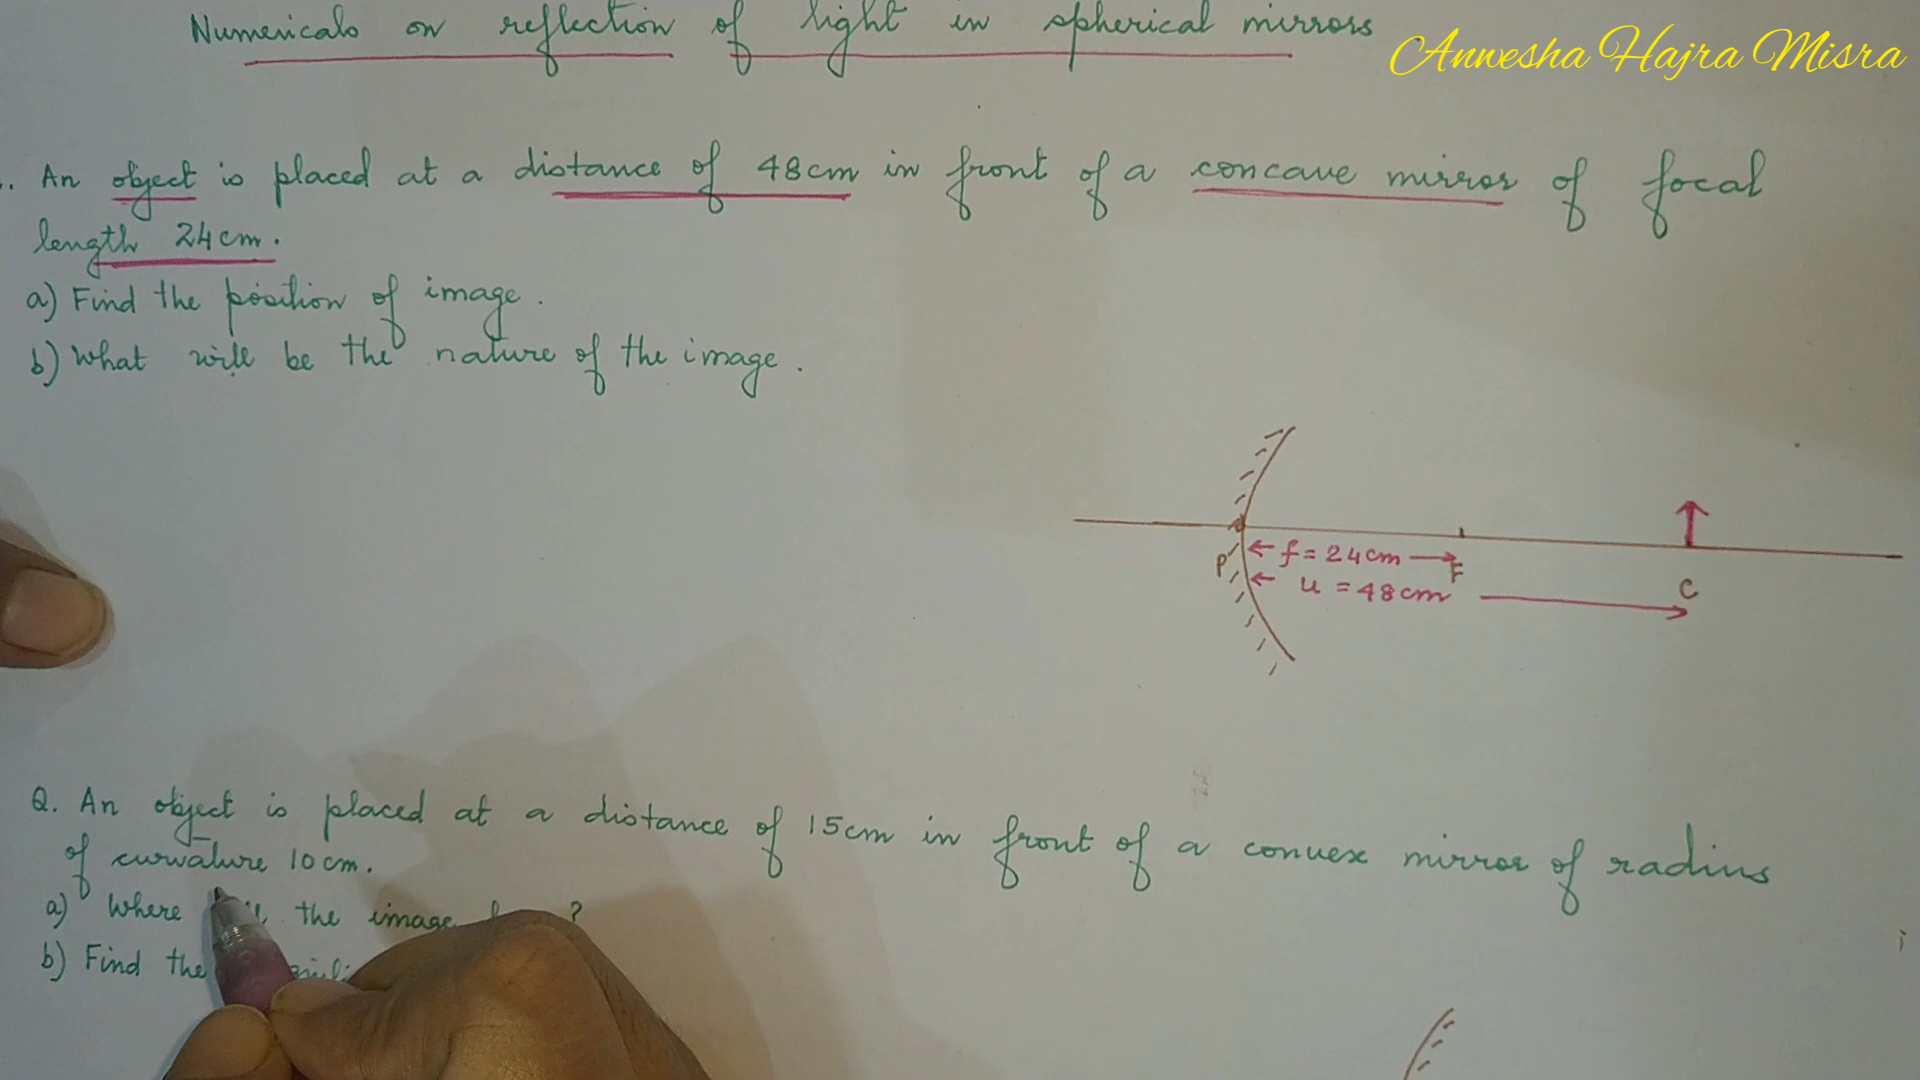 Numericals on reflection of light in spherical mirrors
Annesha Hajra Misra
An object is placed at a distance of 48cm in front of a concave mirror of focal
length 24cm.
a) Find the position of image.
b) What will be the nature of the image.
P
← f = 24cm →
F
← u = 48cm →
C
Q. An object is placed at a distance of 15cm in front of a convex mirror of radius
of curvature 10cm.
a) Where the image ?
b) Find the